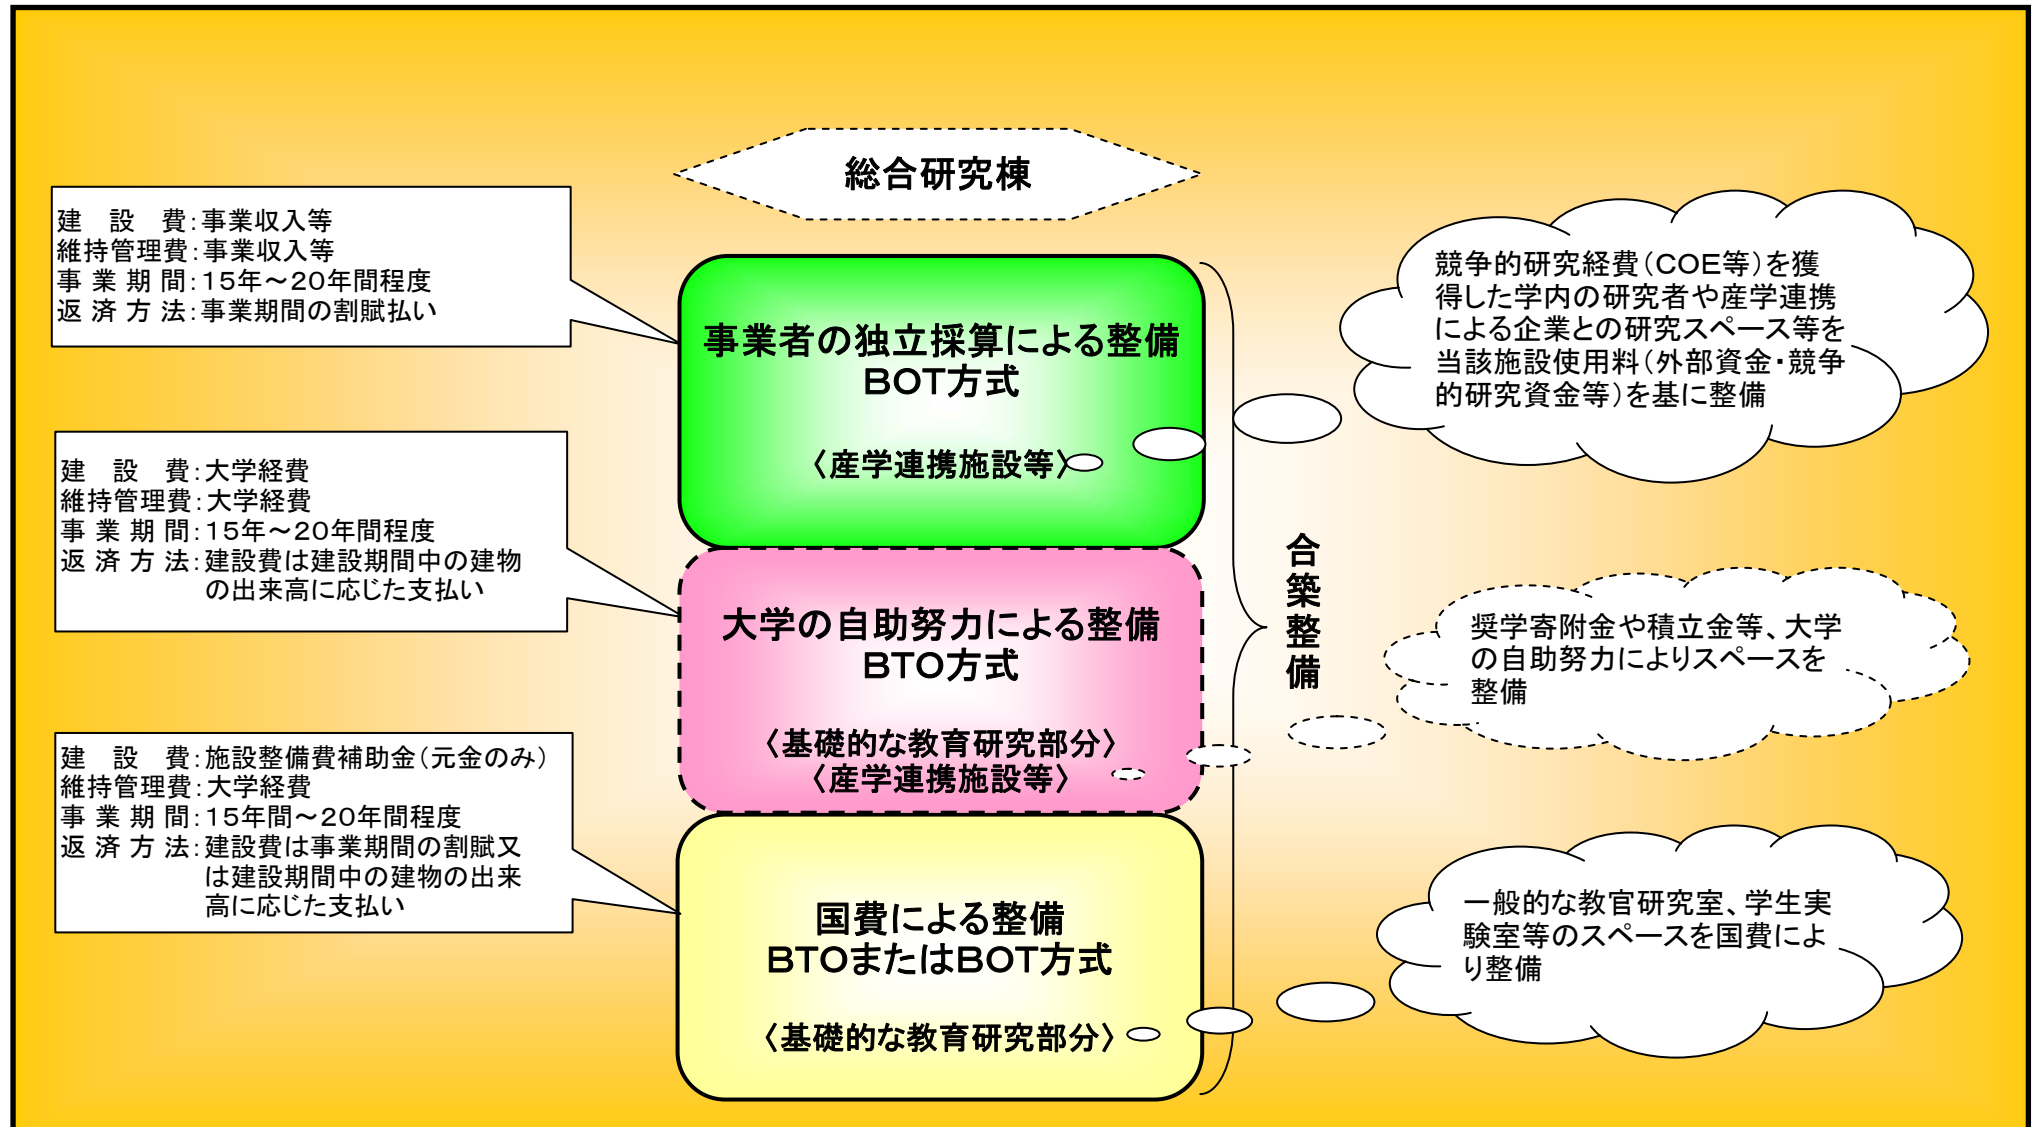 総合研究棟
建　設　費：事業収入等
維持管理費：事業収入等
事 業 期 間：１５年～２０年間程度
返 済 方 法：事業期間の割賦払い
事業者の独立採算による整備
ＢＯＴ方式
〈産学連携施設等〉
競争的研究経費（ＣＯＥ等）を獲
得した学内の研究者や産学連携
による企業との研究スペース等を
当該施設使用料（外部資金・競争
的研究資金等）を基に整備
建　設　費：大学経費
維持管理費：大学経費
事 業 期 間：１５年～２０年間程度
返 済 方 法：建設費は建設期間中の建物
の出来高に応じた支払い
大学の自助努力による整備
ＢＴＯ方式
〈基礎的な教育研究部分〉
〈産学連携施設等〉
合
築
整
備
奨学寄附金や積立金等、大学
の自助努力によりスペースを
整備
建　設　費：施設整備費補助金（元金のみ）
維持管理費：大学経費
事 業 期 間：１５年間～２０年間程度
返 済 方 法：建設費は事業期間の割賦又
は建設期間中の建物の出来
高に応じた支払い
国費による整備
ＢＴＯまたはＢＯＴ方式
〈基礎的な教育研究部分〉
一般的な教官研究室、学生実
験室等のスペースを国費によ
り整備